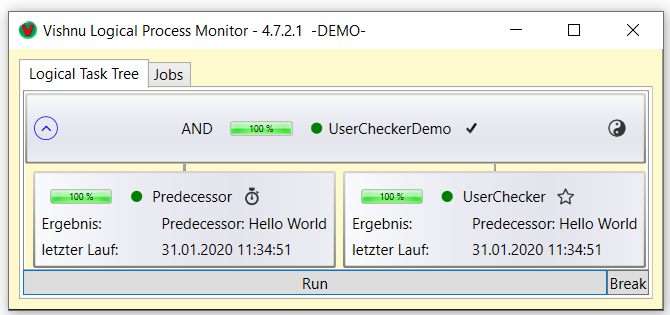 Vishnu Logical Process Monitor - 4.7.2.1 -DEMO-
Logical Task Tree Jobs
AND 100 % UserCheckerDemo
100 % Predecessor
Ergebnis: Predecessor: Hello World
letzter Lauf: 31.01.2020 11:34:51
100 % UserChecker
Ergebnis: Predecessor: Hello World
letzter Lauf: 31.01.2020 11:34:51
Run Break